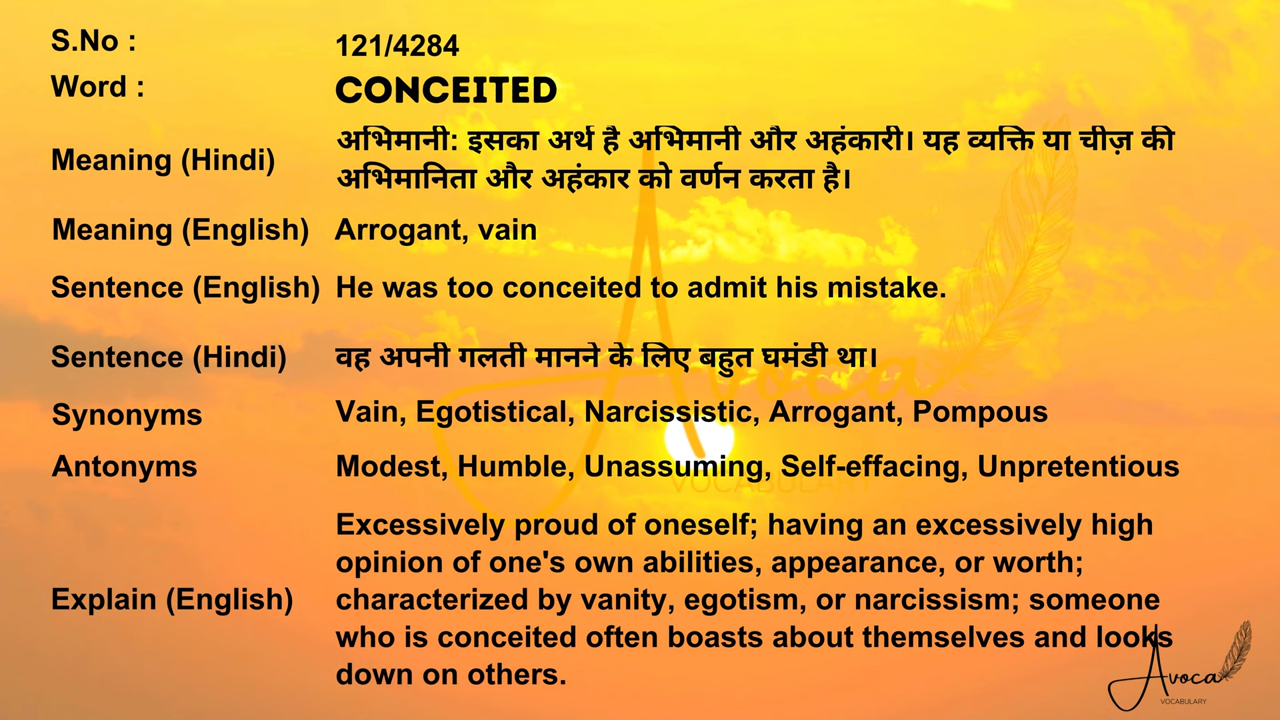 S.No : 121/4284
Word : CONCEITED
Meaning (Hindi) अभिमानी: इसका अर्थ है अभिमानी और अहंकारी। यह व्यक्ति या चीज़ की
अभिमानिता और अहंकार को वर्णन करता है।
Meaning (English) Arrogant, vain
Sentence (English) He was too conceited to admit his mistake.
Sentence (Hindi) वह अपनी गलती मानने के लिए बहुत घमंडी था।
Synonyms Vain, Egotistical, Narcissistic, Arrogant, Pompous
Antonyms Modest, Humble, Unassuming, Self-effacing, Unpretentious
Explain (English) Excessively proud of oneself; having an excessively high
opinion of one's own abilities, appearance, or worth;
characterized by vanity, egotism, or narcissism; someone
who is conceited often boasts about themselves and looks
down on others.
Avoca
VOCABULARY
Avoca
VOCABULARY